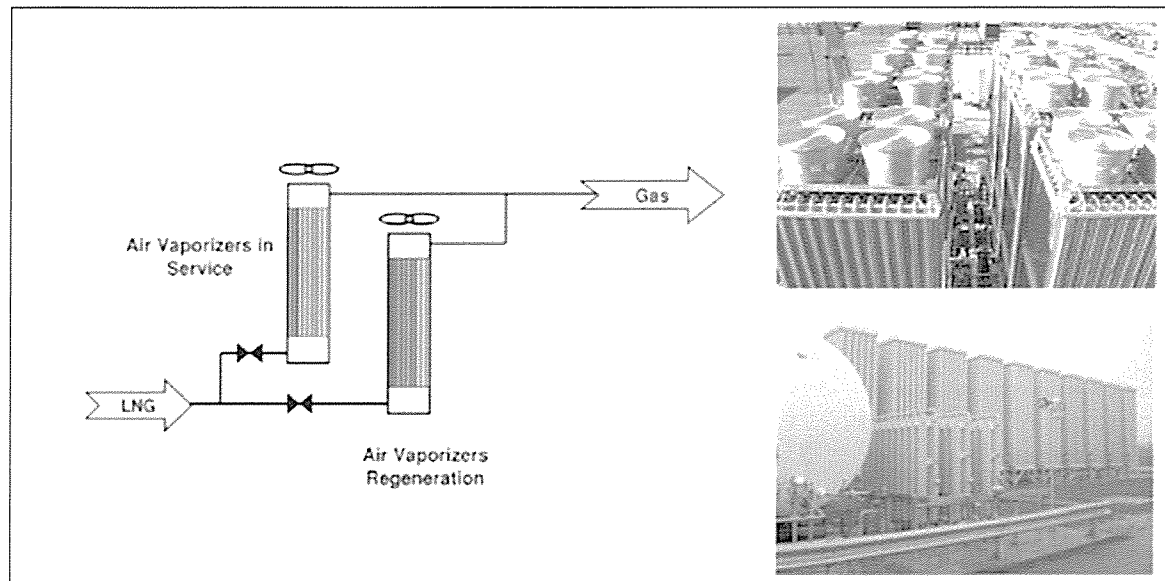 Gas
Air Vaporizers in
Service
LNG
Air Vaporizers
Regeneration